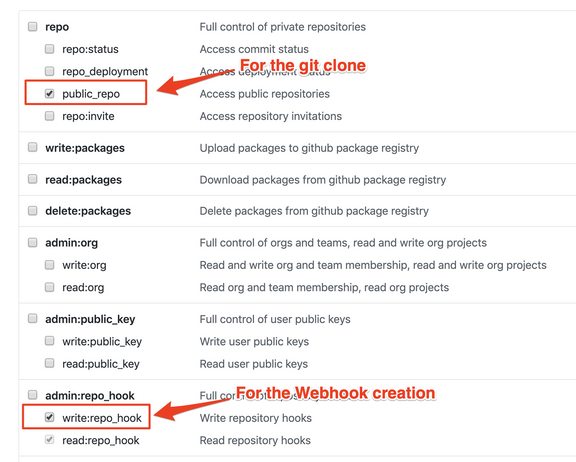 repo Full control of private repositories
repo:status Access commit status
For the git clone
repo_deployment Access deployment status
public_repo Access public repositories
repo:invite Access repository invitations
write:packages Upload packages to github package registry
read:packages Download packages from github package registry
delete:packages Delete packages from github package registry
admin:org Full control of orgs and teams, read and write org projects
write:org Read and write org and team membership, read and write org projects
read:org Read org and team membership, read org projects
admin:public_key Full control of user public keys
write:public_key Write user public keys
read:public_key Read user public keys
For the Webhook creation
admin:repo_hook Full
write:repo_hook Write repository hooks
read:repo_hook Read repository hooks